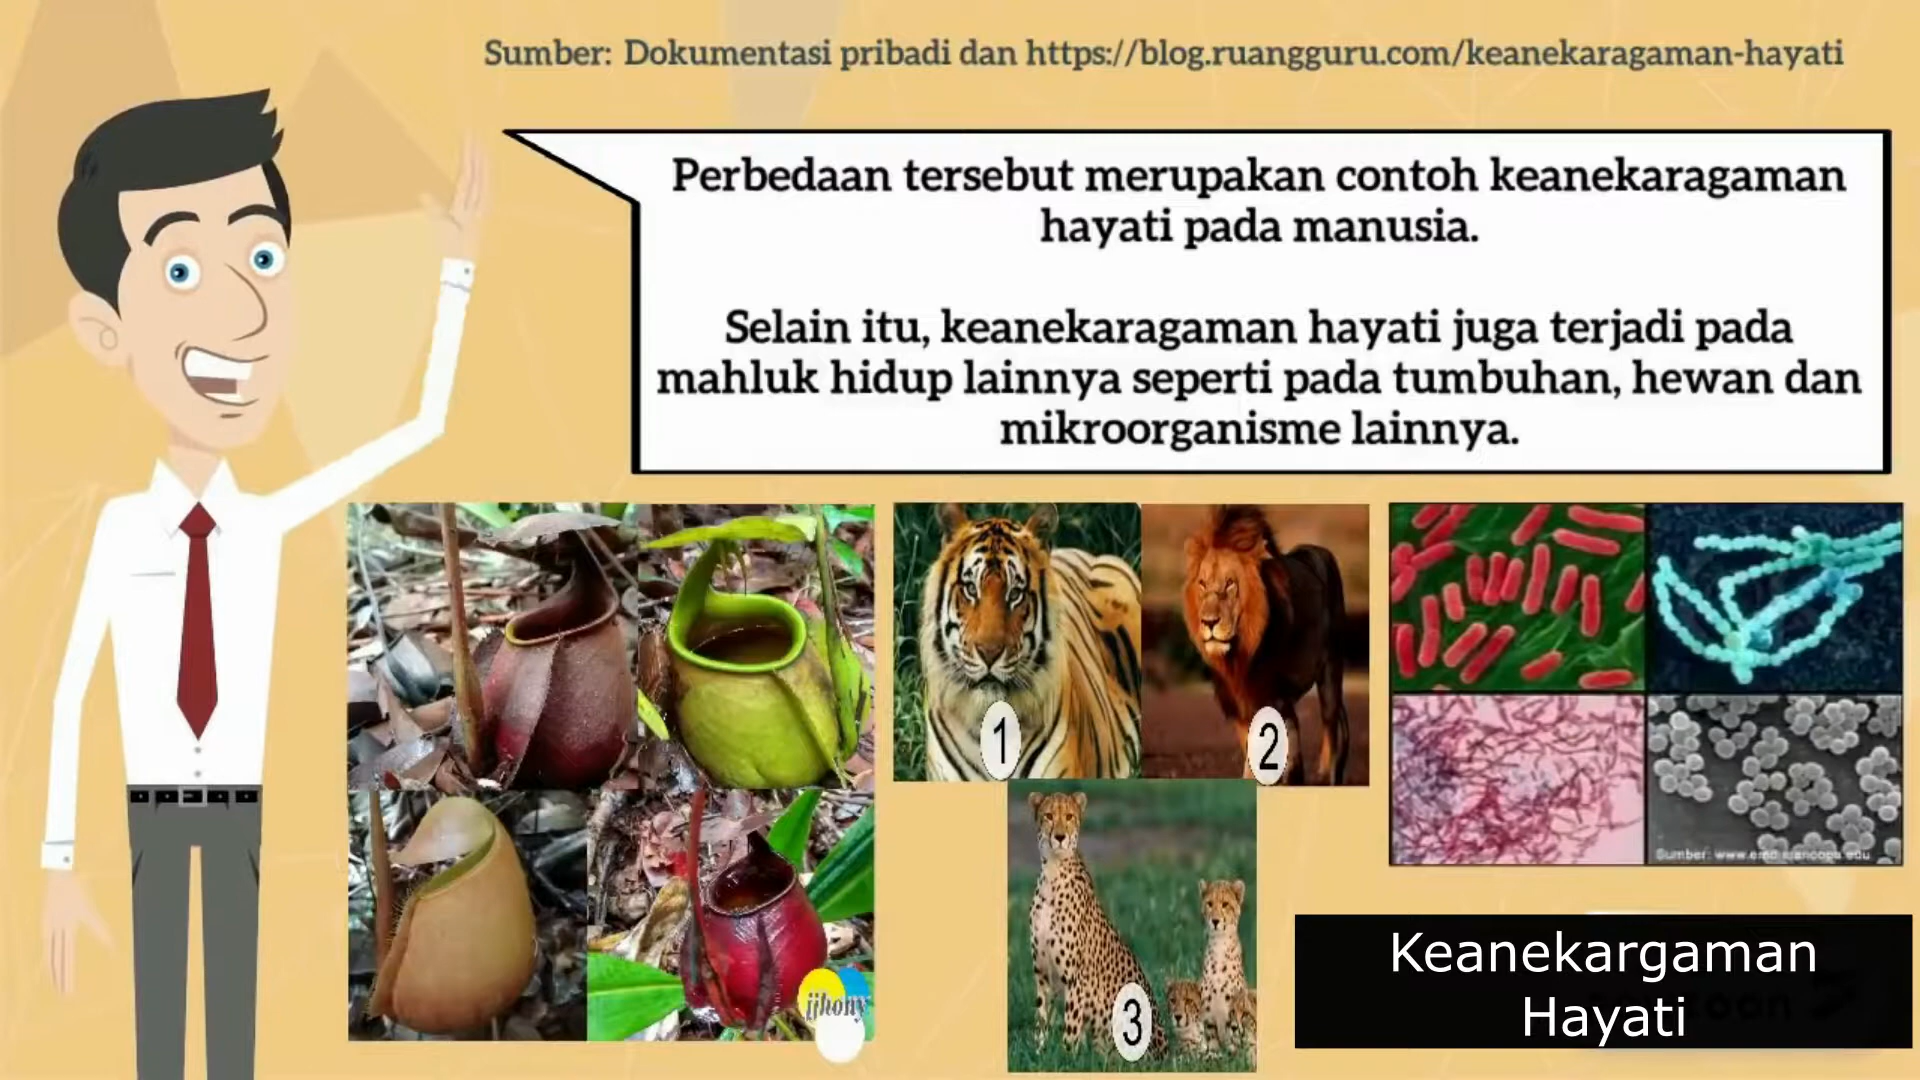 Sumber: Dokumentasi pribadi dan https://blog.ruangguru.com/keanekaragaman-hayati
Perbedaan tersebut merupakan contoh keanekaragaman
hayati pada manusia.
Selain itu, keanekaragaman hayati juga terjadi pada
mahluk hidup lainnya seperti pada tumbuhan, hewan dan
mikroorganisme lainnya.
1
2
3
jjhony
Sumber:
Keanekargaman
Hayati